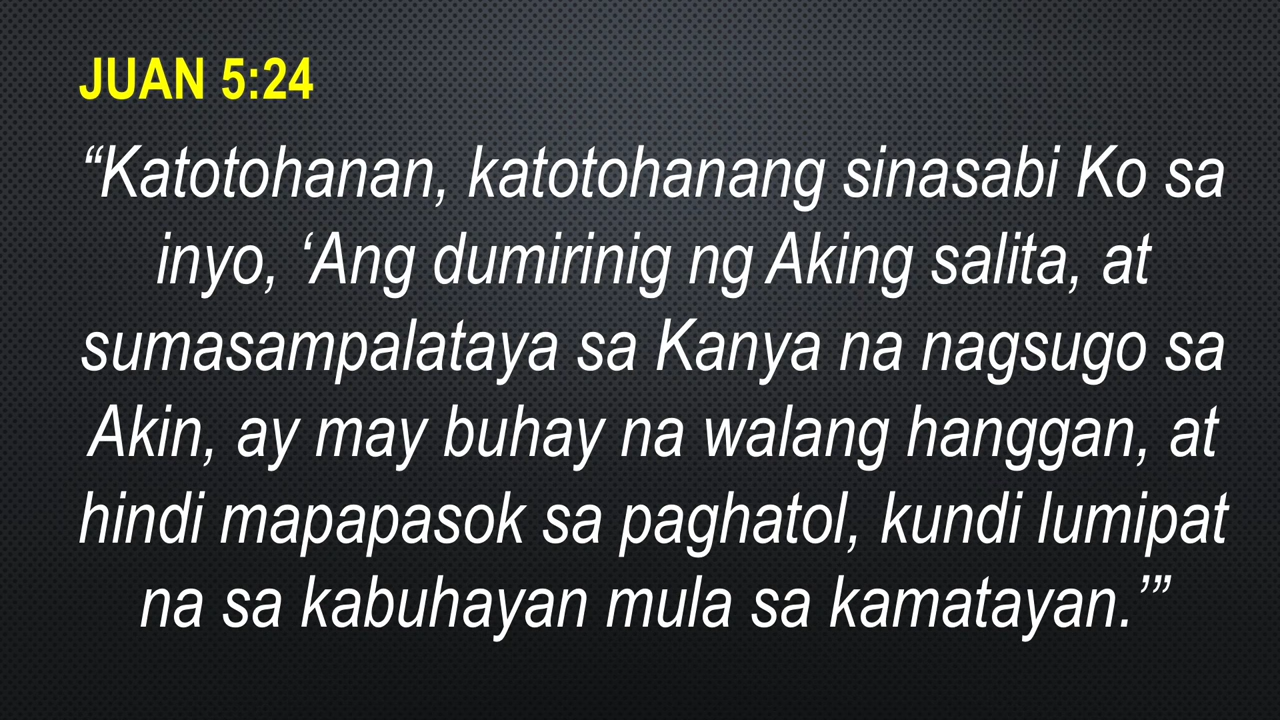 JUAN 5:24
“Katotohanan, katotohanang sinasabi Ko sa
inyo, ‘Ang dumirinig ng Aking salita, at
sumasampalataya sa Kanya na nagsugo sa
Akin, ay may buhay na walang hanggan, at
hindi mapapasok sa paghatol, kundi lumipat
na sa kabuhayan mula sa kamatayan.’”